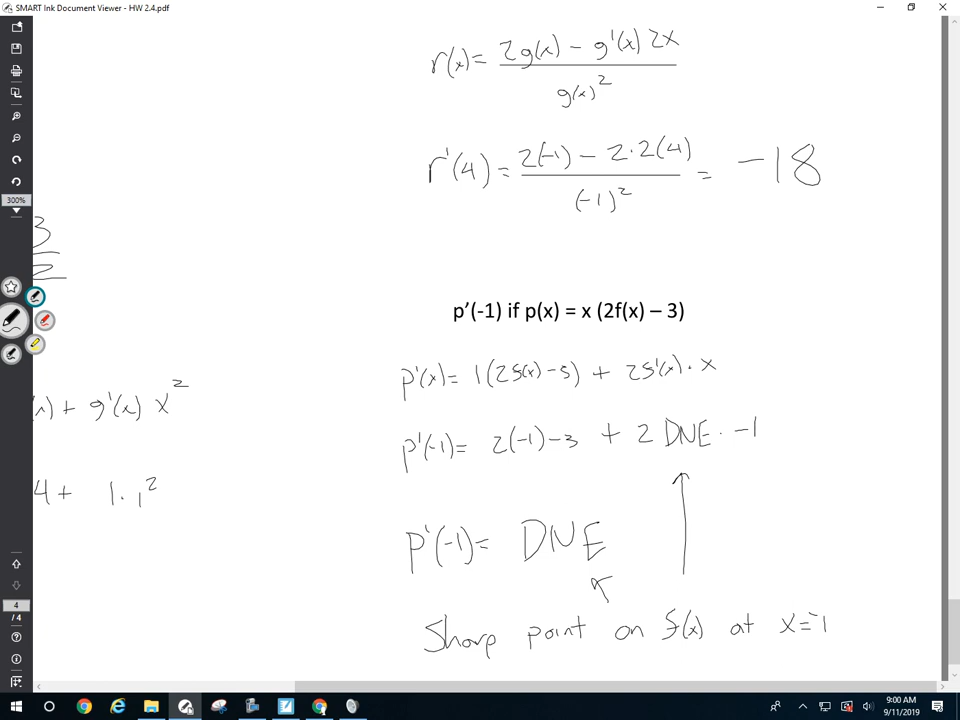 SMART Ink Document Viewer - HW 2.4.pdf
r(x) = 2g(x) - g'(x) 2x
g(x)²
r'(4) = 2(-1) - 2·2(4) = -18
(-1)²
300%
3
2
p'(-1) if p(x) = x (2f(x) – 3)
p'(x) = 1(2f(x) - 3) + 2f'(x) · x
x) + g'(x) x²
p'(-1) = 2(-1) - 3 + 2 DNE · -1
4 + 1·1²
p'(-1) = DNE
Sharp point on f(x) at x = -1
4
/ 4
9:00 AM
9/11/2019